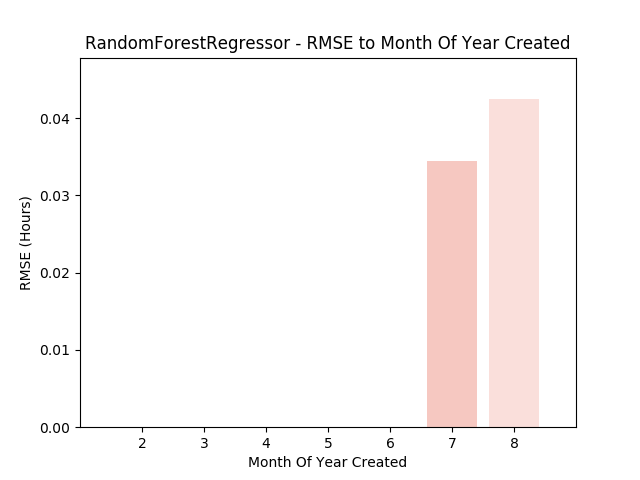 RandomForestRegressor - RMSE to Month Of Year Created
0.04
0.03
0.02
0.01
0.00
RMSE (Hours)
2 3 4 5 6 7 8
Month Of Year Created